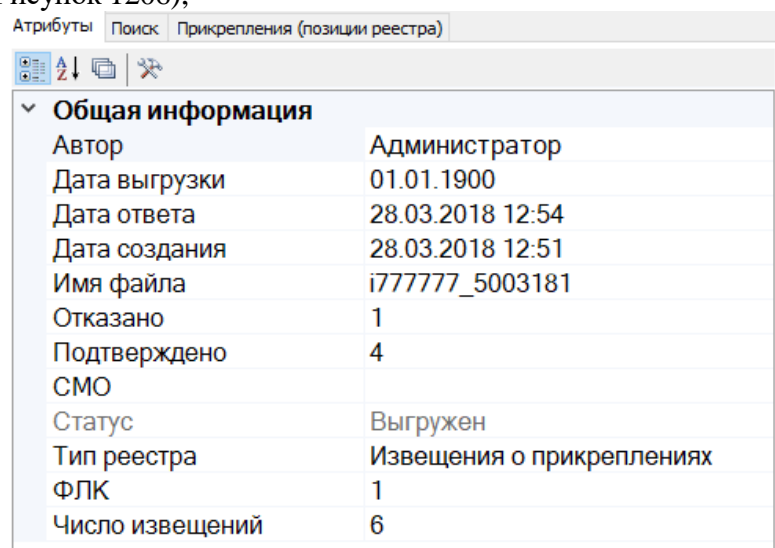 Рисунок 1208),
Атрибуты Поиск Прикрепления (позиции реестра)
Общая информация
Автор Администратор
Дата выгрузки 01.01.1900
Дата ответа 28.03.2018 12:54
Дата создания 28.03.2018 12:51
Имя файла i777777_5003181
Отказано 1
Подтверждено 4
СМО
Статус Выгружен
Тип реестра Извещения о прикреплениях
ФЛК 1
Число извещений 6